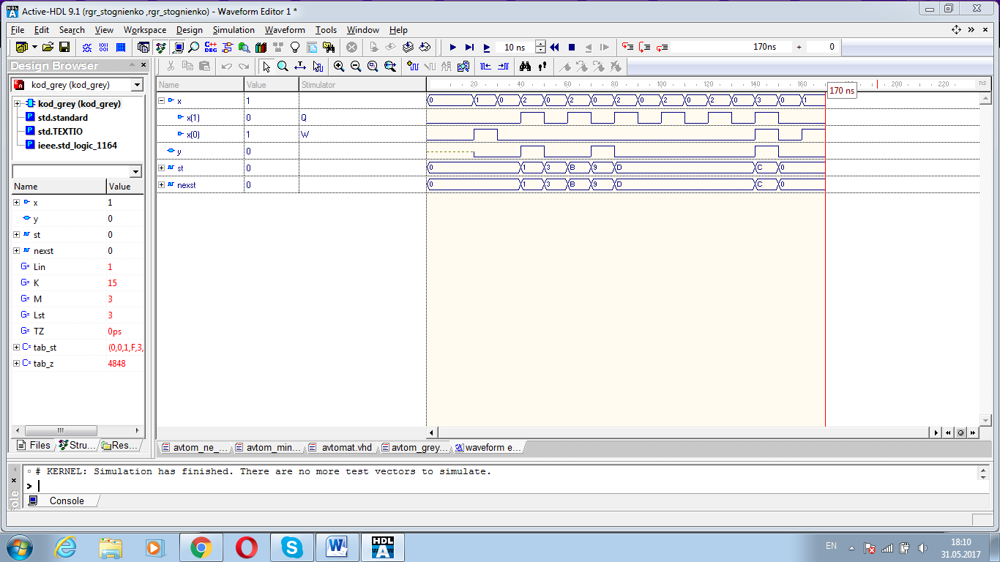 Active-HDL 9.1 (rgr_stognienko ,rgr_stognienko) - Waveform Editor 1 *
File Edit Search View Workspace Design Simulation Waveform Tools Window Help
10 ns 170ns + 0
Design Browser
kod_grey (kod_grey)
kod_grey (kod_grey)
std.standard
std.TEXTIO
ieee.std_logic_1164
Name Value
x 1
y 0
st 0
nexst 0
Lin 1
K 15
M 3
Lst 3
TZ 0ps
tab_st (0,0,1,F,3,
tab_z 4848
Files Stru... Res...
Name Value Stimulator 20 40 60 80 100 120 140 160 200 220 ns
170 ns
x 1 0 1 0 2 0 2 0 2 0 2 0 2 0 3 0 1
x(1) 0 Q
x(0) 1 W
y 0
st 0 0 1 3 B 9 D C 0
nexst 0 0 1 3 B 9 D C 0
avtom_ne_... avtom_min... avtomat.vhd avtom_grey... waveform e...
# KERNEL: Simulation has finished. There are no more test vectors to simulate.
>
Console
EN 18:10
31.05.2017